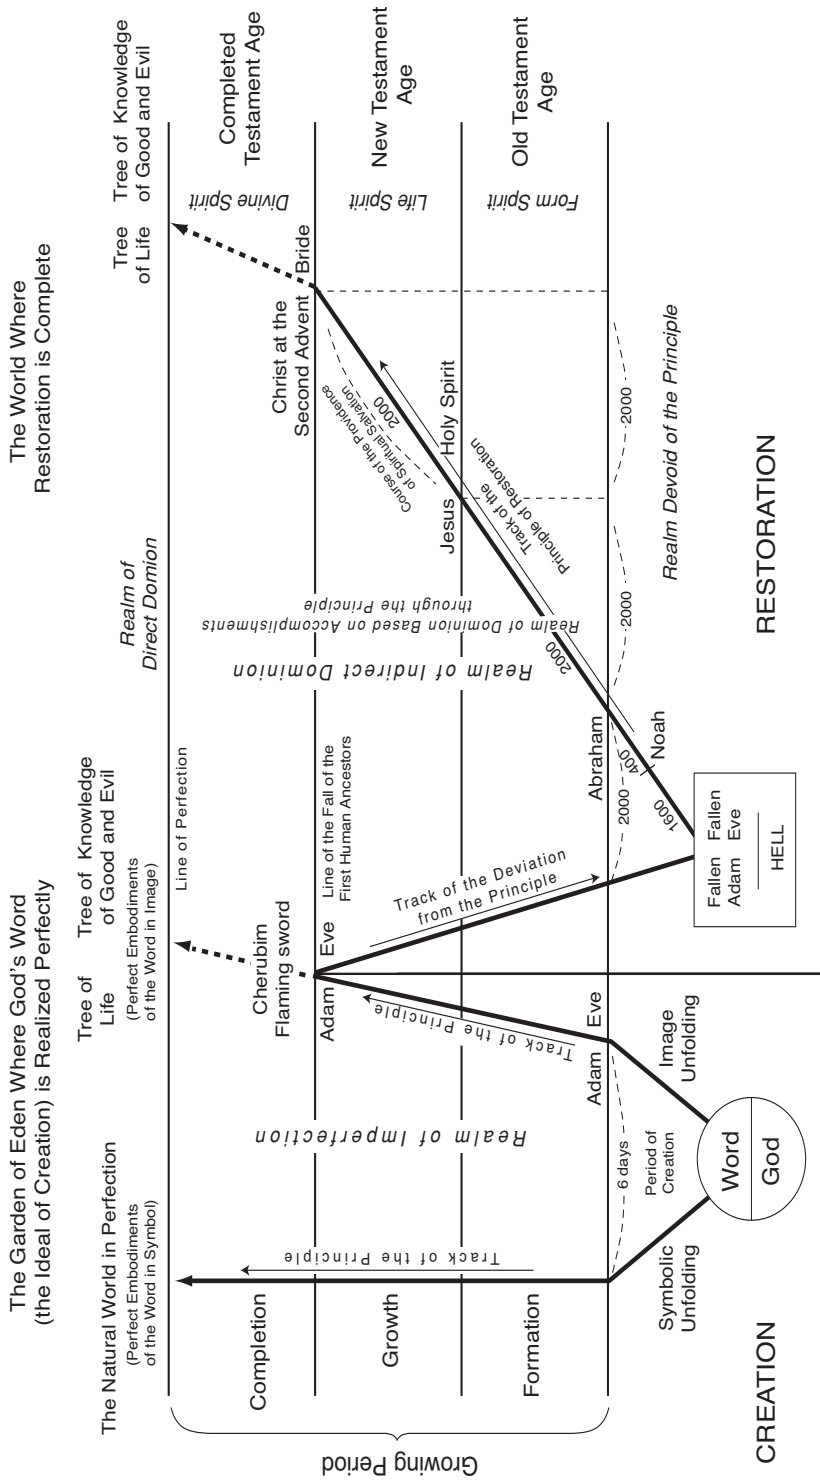 The Garden of Eden Where God's Word
(the Ideal of Creation) is Realized Perfectly
The World Where
Restoration is Complete
The Natural World in Perfection
(Perfect Embodiments
of the Word in Symbol)
Tree of
Life
Tree of Knowledge
of Good and Evil
(Perfect Embodiments
of the Word in Image)
Realm of
Direct Domion
Tree
of Life
Tree of Knowledge
of Good and Evil
Line of Perfection
Growing Period
Completion
Growth
Formation
Track of the Principle
Realm of Imperfection
Cherubim
Flaming sword
Adam
Eve
Line of the Fall of the
First Human Ancestors
Track of the Principle
Track of the Deviation
from the Principle
Realm of Indirect Dominion
Realm of Dominion Based on Accomplishments
through the Principle
Christ at the
Second Advent
Bride
Course of the Providence
of Spiritual Salvation
2000
Jesus
Holy Spirit
Track of the
Principle of Restoration
2000
Divine Spirit
Life Spirit
Form Spirit
Completed
Testament Age
New Testament
Age
Old Testament
Age
Adam
Eve
Abraham
6 days
Period of
Creation
2000
2000
2000
400
Noah
1600
Realm Devoid of the Principle
Symbolic
Unfolding
Image
Unfolding
Word
God
Fallen
Adam
Fallen
Eve
HELL
CREATION
RESTORATION